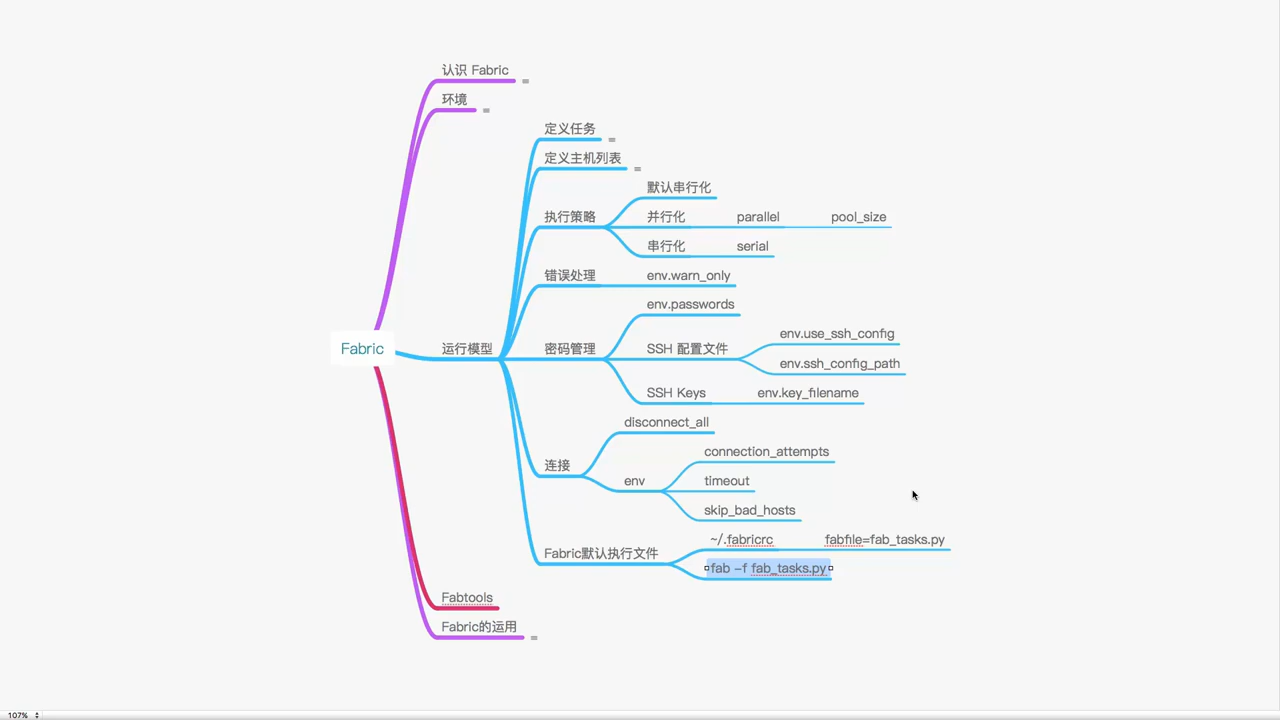 认识 Fabric
环境
定义任务
定义主机列表
默认串行化
执行策略
并行化
parallel
pool_size
串行化
serial
错误处理
env.warn_only
env.passwords
env.use_ssh_config
Fabric
运行模型
密码管理
SSH 配置文件
env.ssh_config_path
SSH Keys
env.key_filename
disconnect_all
connection_attempts
连接
env
timeout
skip_bad_hosts
~/.fabricrc
fabfile=fab_tasks.py
Fabric默认执行文件
fab -f fab_tasks.py
Fabtools
Fabric的运用
107%